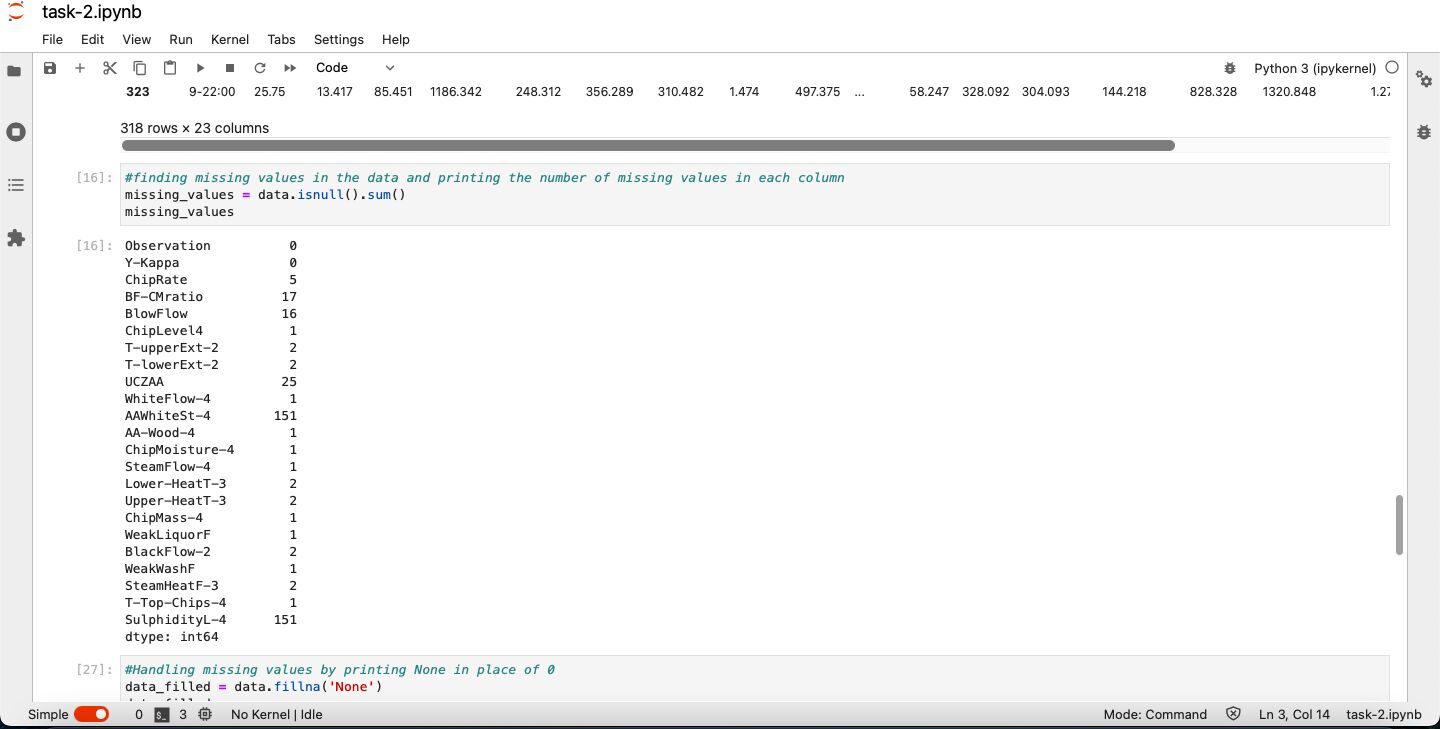 task-2.ipynb
File Edit View Run Kernel Tabs Settings Help
Code
Python 3 (ipykernel)
323 9-22:00 25.75 13.417 85.451 1186.342 248.312 356.289 310.482 1.474 497.375 ... 58.247 328.092 304.093 144.218 828.328 1320.848 1.27
318 rows × 23 columns
[16]: #finding missing values in the data and printing the number of missing values in each column
missing_values = data.isnull().sum()
missing_values
[16]: Observation 0
Y-Kappa 0
ChipRate 5
BF-CMratio 17
BlowFlow 16
ChipLevel4 1
T-upperExt-2 2
T-lowerExt-2 2
UCZAA 25
WhiteFlow-4 1
AAWhiteSt-4 151
AA-Wood-4 1
ChipMoisture-4 1
SteamFlow-4 1
Lower-HeatT-3 2
Upper-HeatT-3 2
ChipMass-4 1
WeakLiquorF 1
BlackFlow-2 2
WeakWashF 1
SteamHeatF-3 2
T-Top-Chips-4 1
SulphidityL-4 151
dtype: int64
[27]: #Handling missing values by printing None in place of 0
data_filled = data.fillna('None')
Simple 0 $_ 3 No Kernel | Idle Mode: Command Ln 3, Col 14 task-2.ipynb